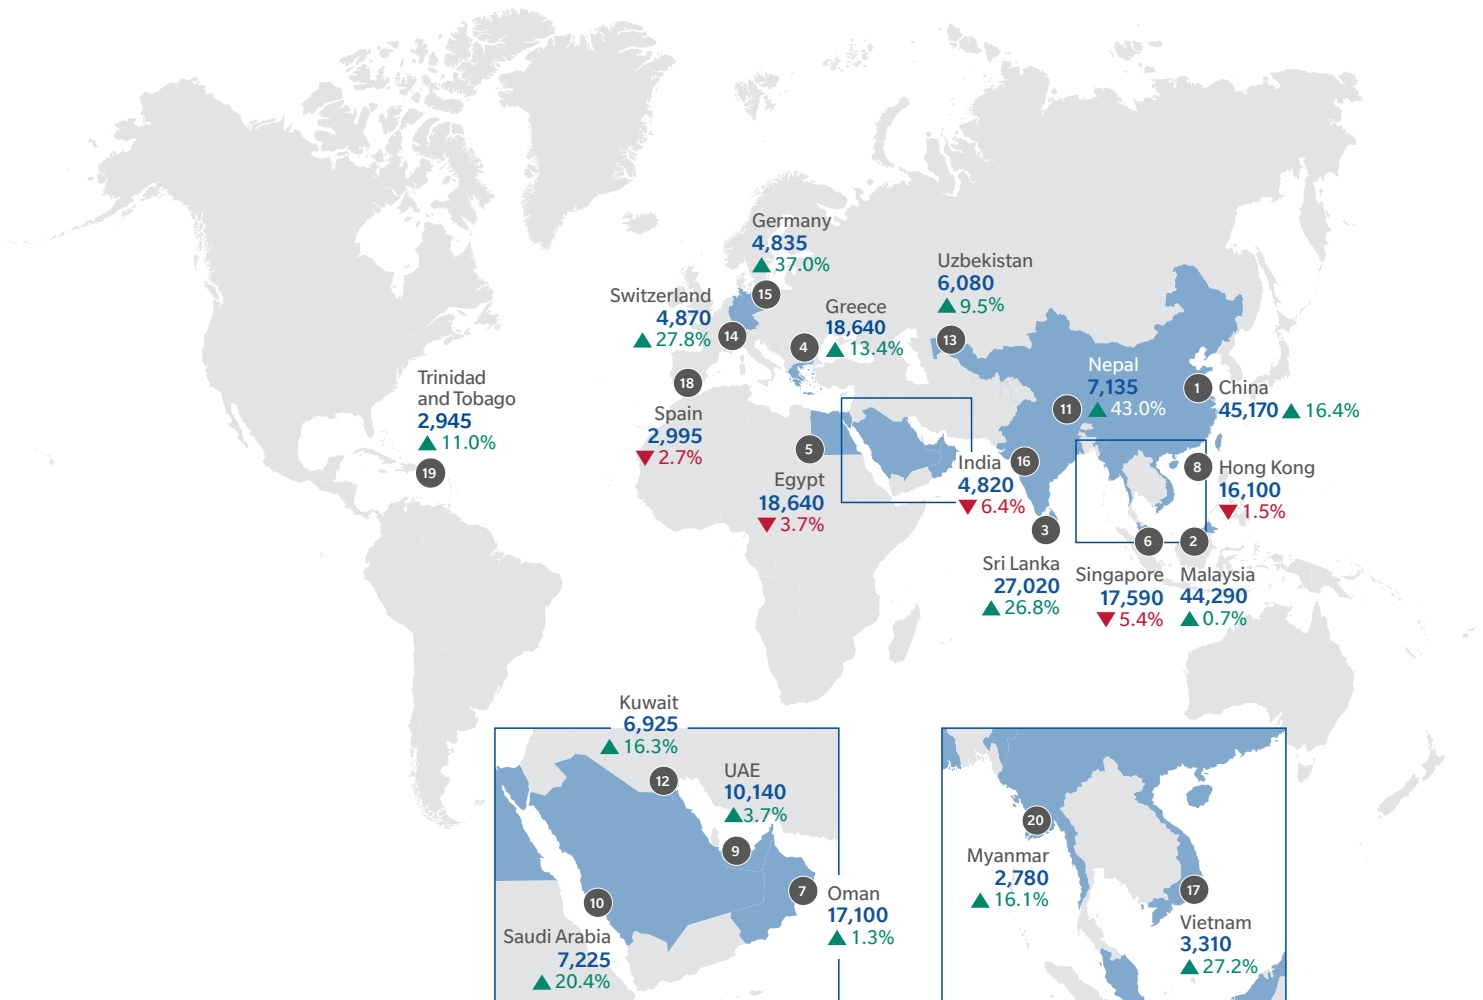 Germany
4,835
▲ 37.0%
15
Uzbekistan
6,080
▲ 9.5%
13
Switzerland
4,870
▲ 27.8%
14
Greece
18,640
▲ 13.4%
4
Nepal
7,135
▲ 43.0%
11
1
China
45,170 ▲ 16.4%
Trinidad
and Tobago
2,945
▲ 11.0%
19
18
Spain
2,995
▼ 2.7%
5
Egypt
18,640
▼ 3.7%
India
4,820
▼ 6.4%
16
8
Hong Kong
16,100
▼ 1.5%
3
Sri Lanka
27,020
▲ 26.8%
6
Singapore
17,590
▼ 5.4%
2
Malaysia
44,290
▲ 0.7%
Kuwait
6,925
▲ 16.3%
12
UAE
10,140
▲3.7%
9
7
Oman
17,100
▲ 1.3%
10
Saudi Arabia
7,225
▲ 20.4%
20
Myanmar
2,780
▲ 16.1%
17
Vietnam
3,310
▲ 27.2%